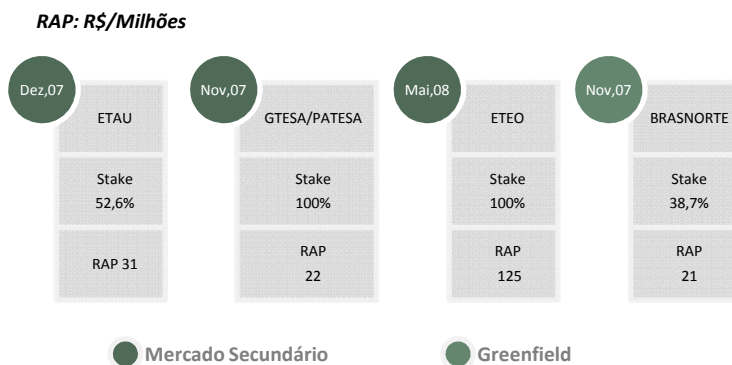 RAP: R$/Milhões
Dez,07
ETAU
Stake
52,6%
RAP 31
Nov,07
GTESA/PATESA
Stake
100%
RAP
22
Mai,08
ETEO
Stake
100%
RAP
125
Nov,07
BRASNORTE
Stake
38,7%
RAP
21
Mercado Secundário
Greenfield